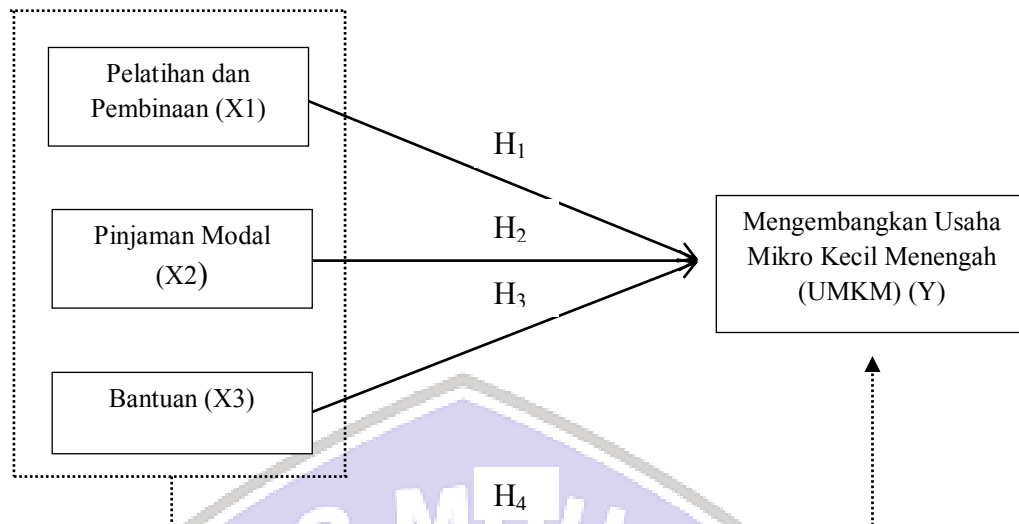 Pelatihan dan
Pembinaan (X1)
H₁
Pinjaman Modal
(X2)
H₂
Mengembangkan Usaha
Mikro Kecil Menengah
(UMKM) (Y)
H₃
Bantuan (X3)
H₄